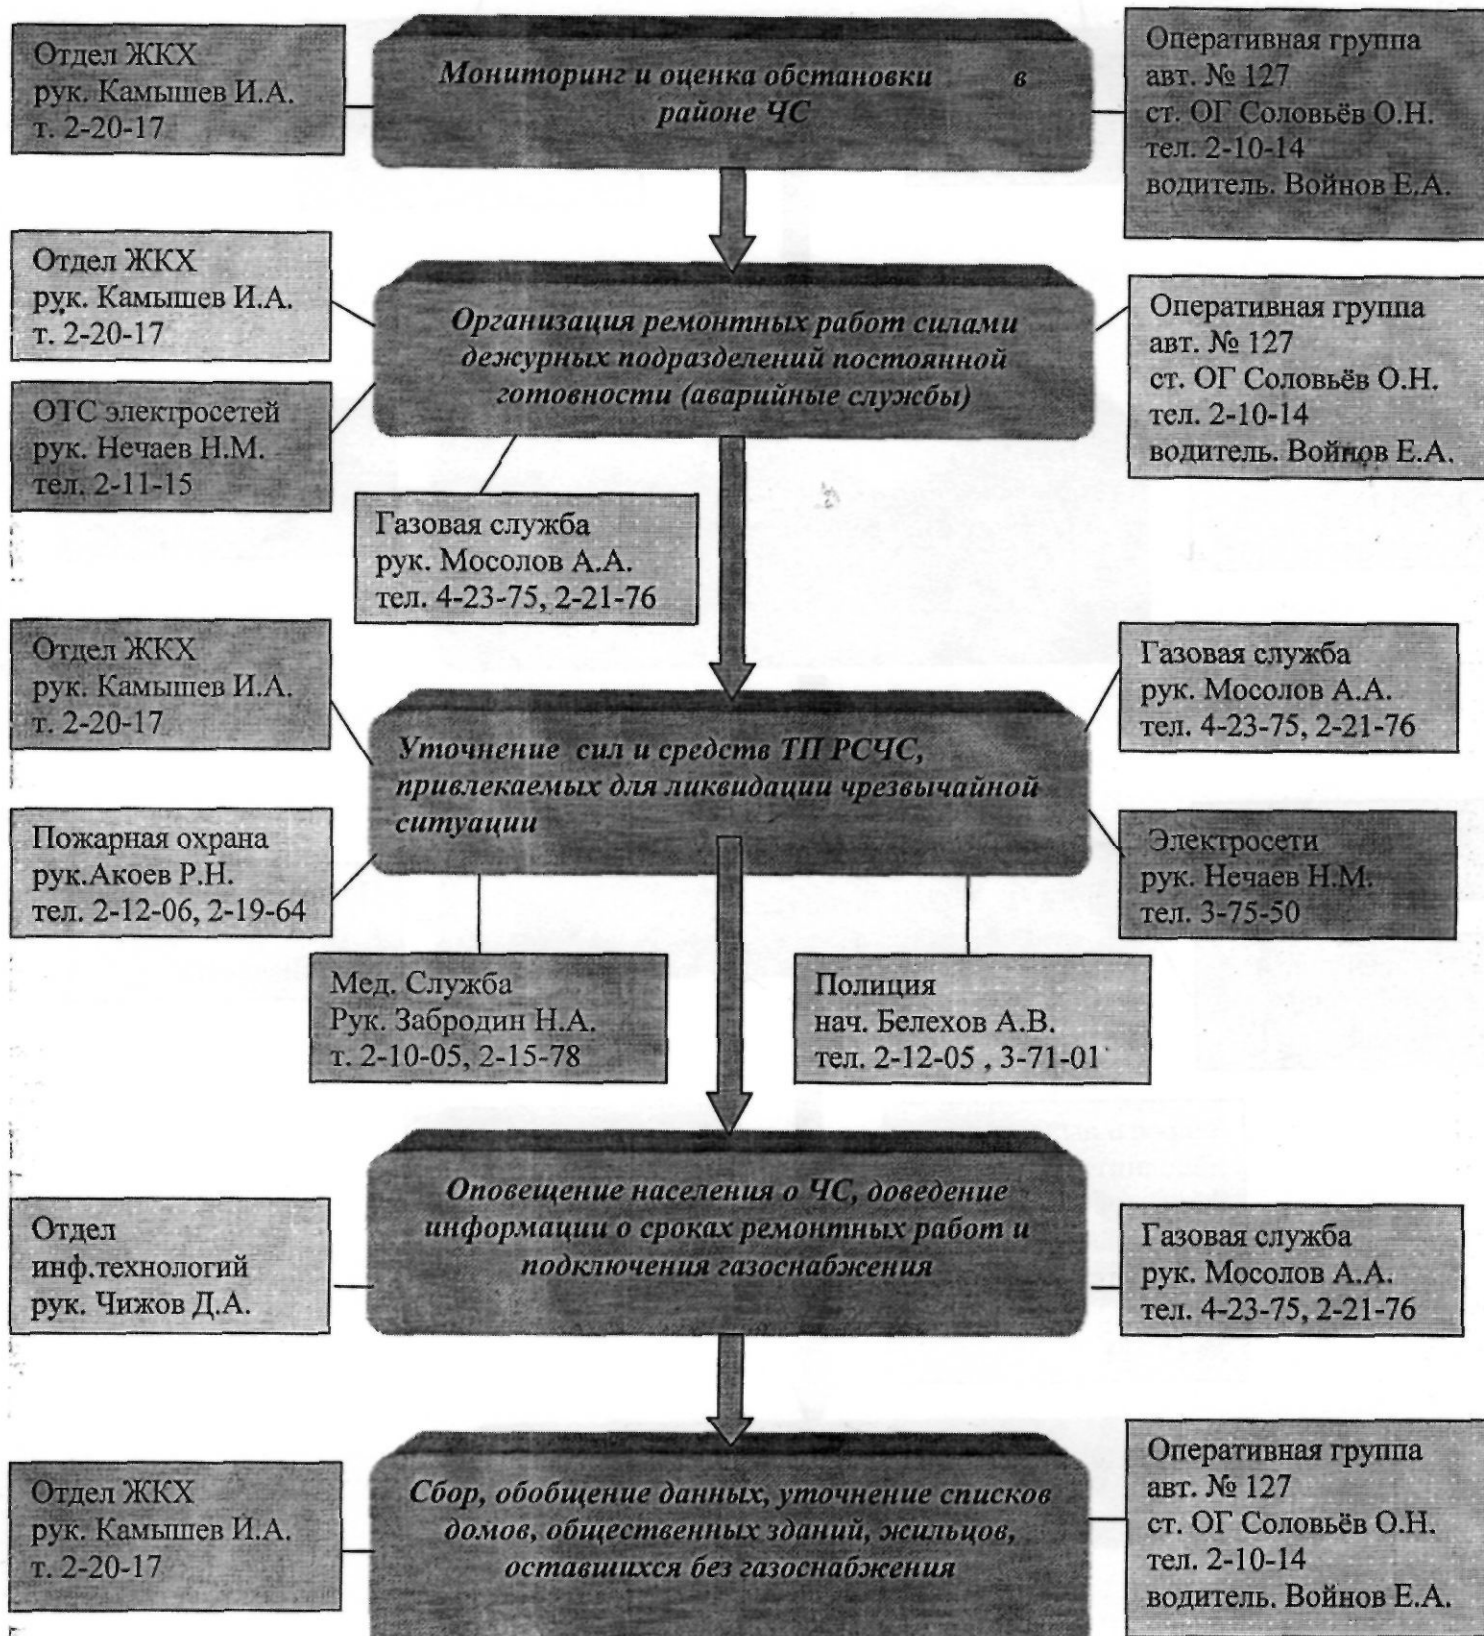 Отдел ЖКХ
рук. Камышев И.А.
т. 2-20-17
Мониторинг и оценка обстановки в
районе ЧС
Оперативная группа
авт. № 127
ст. ОГ Соловьёв О.Н.
тел. 2-10-14
водитель. Войнов Е.А.
Отдел ЖКХ
рук. Камышев И.А.
т. 2-20-17
Организация ремонтных работ силами
дежурных подразделений постоянной
готовности (аварийные службы)
Оперативная группа
авт. № 127
ст. ОГ Соловьёв О.Н.
тел. 2-10-14
водитель. Войнов Е.А.
ОТС электросетей
рук. Нечаев Н.М.
тел. 2-11-15
Газовая служба
рук. Мосолов А.А.
тел. 4-23-75, 2-21-76
Отдел ЖКХ
рук. Камышев И.А.
т. 2-20-17
Уточнение сил и средств ТП РСЧС,
привлекаемых для ликвидации чрезвычайной
ситуации
Газовая служба
рук. Мосолов А.А.
тел. 4-23-75, 2-21-76
Пожарная охрана
рук.Акоев Р.Н.
тел. 2-12-06, 2-19-64
Электросети
рук. Нечаев Н.М.
тел. 3-75-50
Мед. Служба
Рук. Забродин Н.А.
т. 2-10-05, 2-15-78
Полиция
нач. Белехов А.В.
тел. 2-12-05 , 3-71-01
Отдел
инф.технологий
рук. Чижов Д.А.
Оповещение населения о ЧС, доведение
информации о сроках ремонтных работ и
подключения газоснабжения
Газовая служба
рук. Мосолов А.А.
тел. 4-23-75, 2-21-76
Отдел ЖКХ
рук. Камышев И.А.
т. 2-20-17
Сбор, обобщение данных, уточнение списков
домов, общественных зданий, жильцов,
оставшихся без газоснабжения
Оперативная группа
авт. № 127
ст. ОГ Соловьёв О.Н.
тел. 2-10-14
водитель. Войнов Е.А.